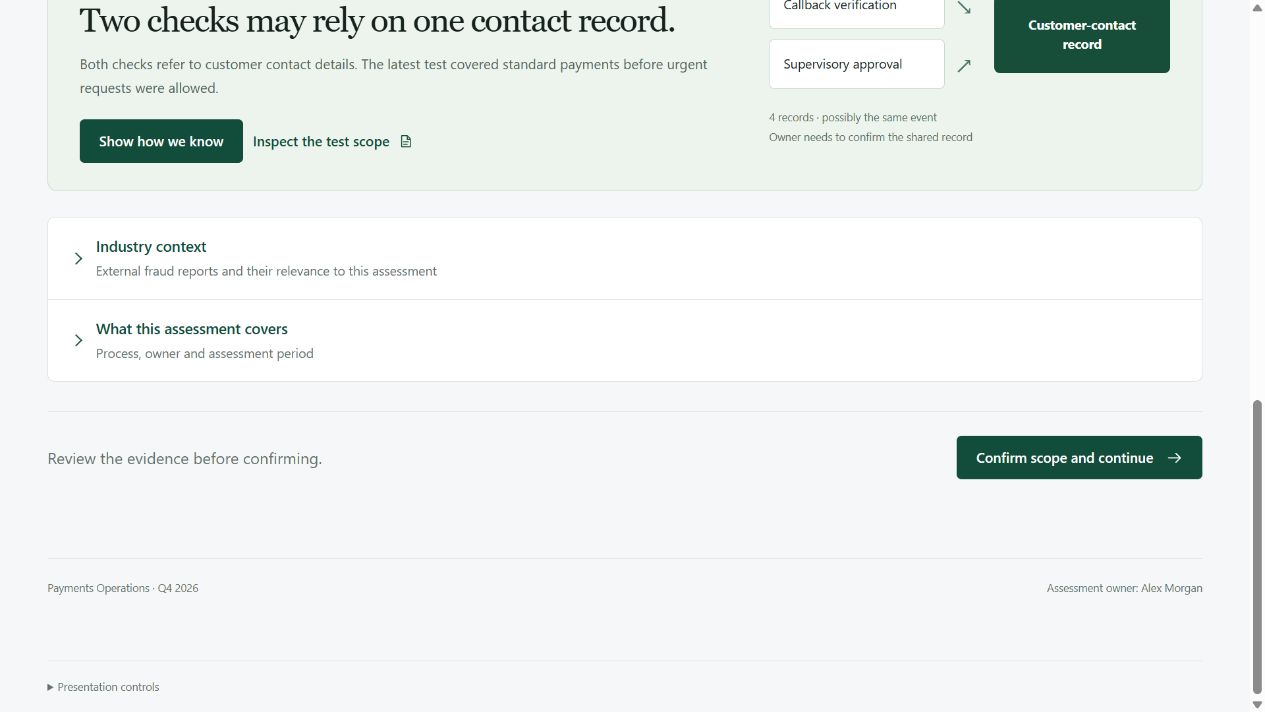 Two checks may rely on one contact record.
Both checks refer to customer contact details. The latest test covered standard payments before urgent
requests were allowed.
Show how we know
Inspect the test scope
Callback verification
Supervisory approval
Customer-contact
record
4 records · possibly the same event
Owner needs to confirm the shared record
Industry context
External fraud reports and their relevance to this assessment
What this assessment covers
Process, owner and assessment period
Review the evidence before confirming.
Confirm scope and continue
Payments Operations · Q4 2026
Assessment owner: Alex Morgan
Presentation controls